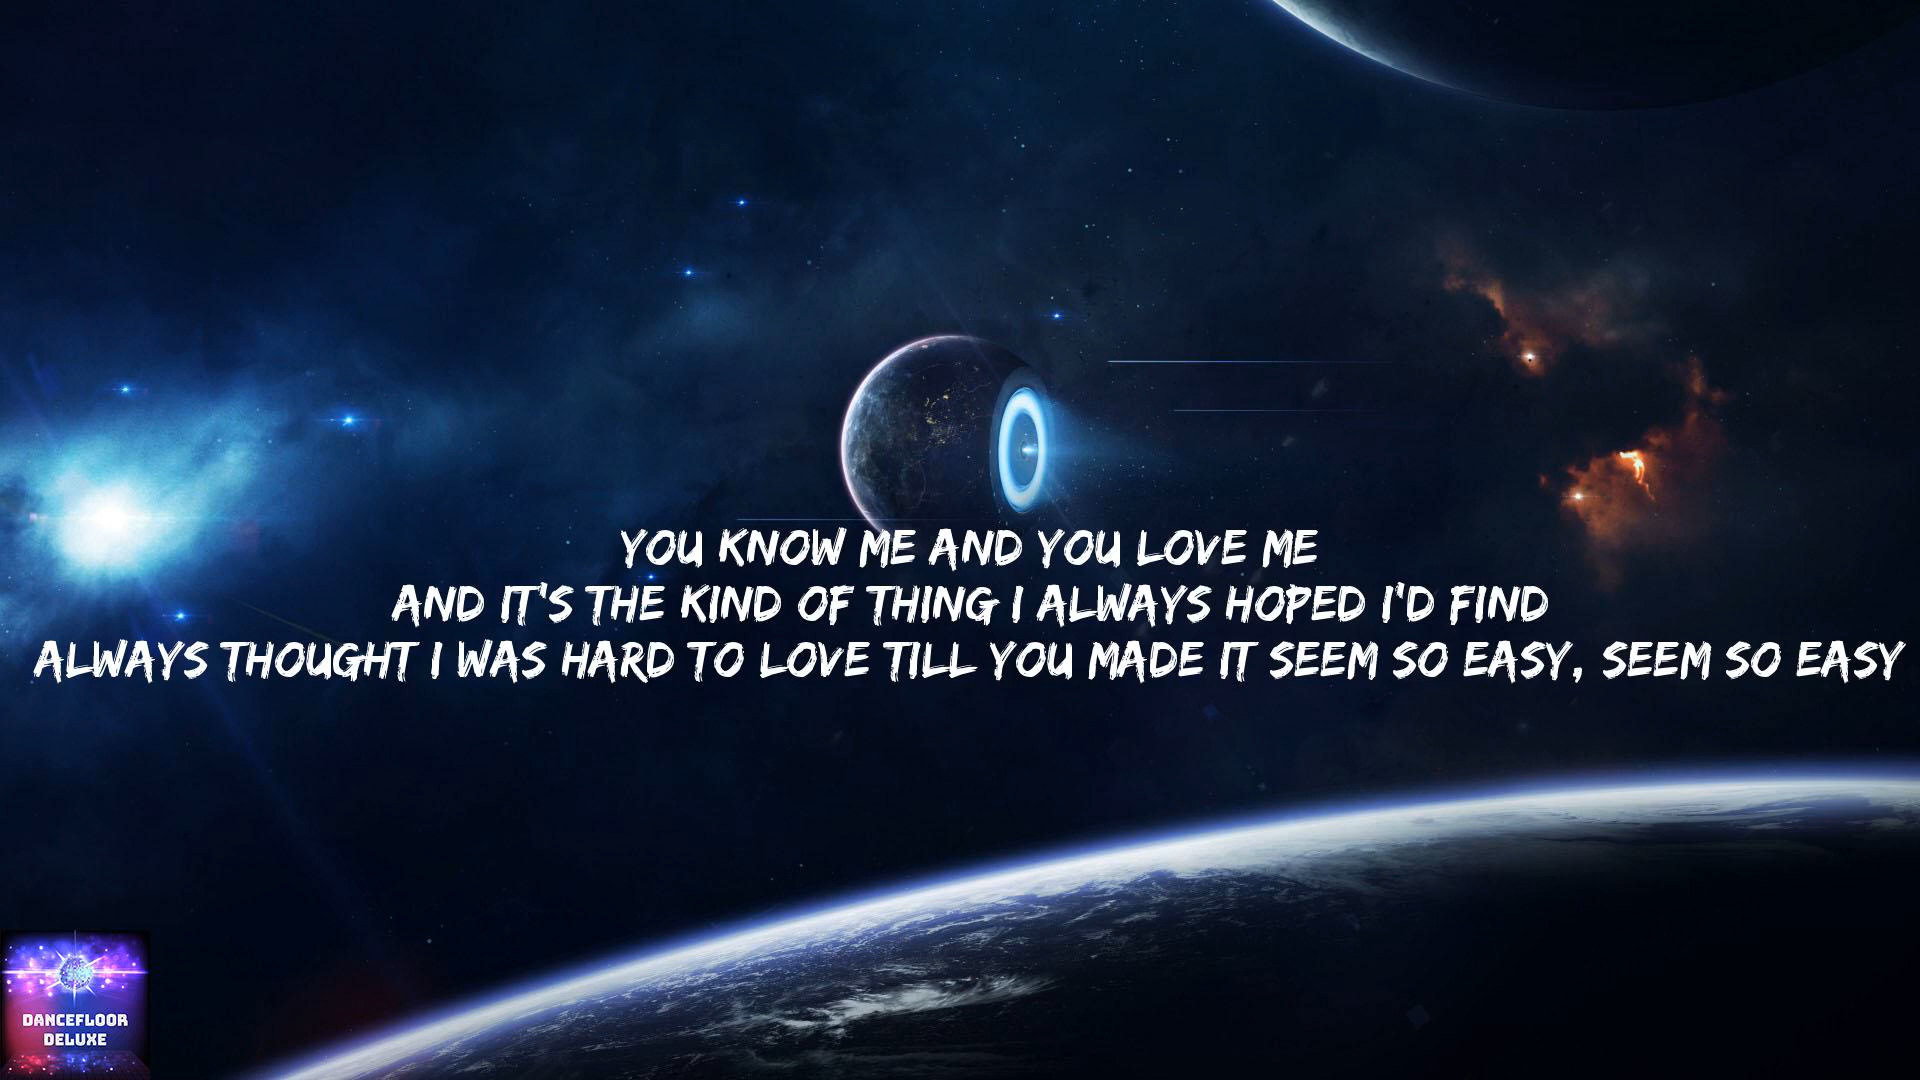 YOU KNOW ME AND YOU LOVE ME
AND IT'S THE KIND OF THING I ALWAYS HOPED I'D FIND
ALWAYS THOUGHT I WAS HARD TO LOVE TILL YOU MADE IT SEEM SO EASY, SEEM SO EASY
DANCEFLOOR
DELUXE